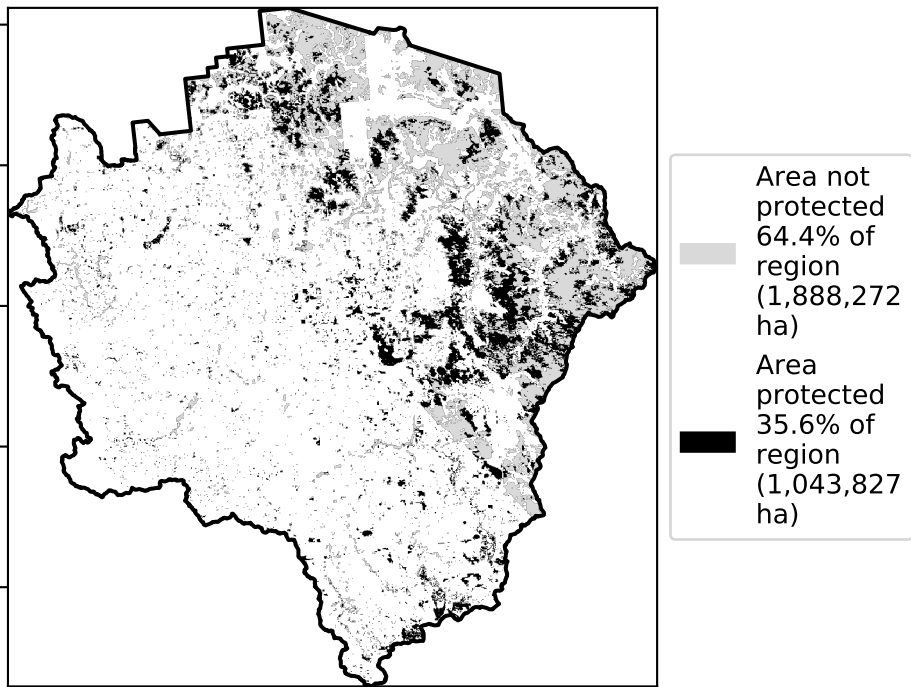 Area not
protected
64.4% of
region
(1,888,272
ha)
Area
protected
35.6% of
region
(1,043,827
ha)